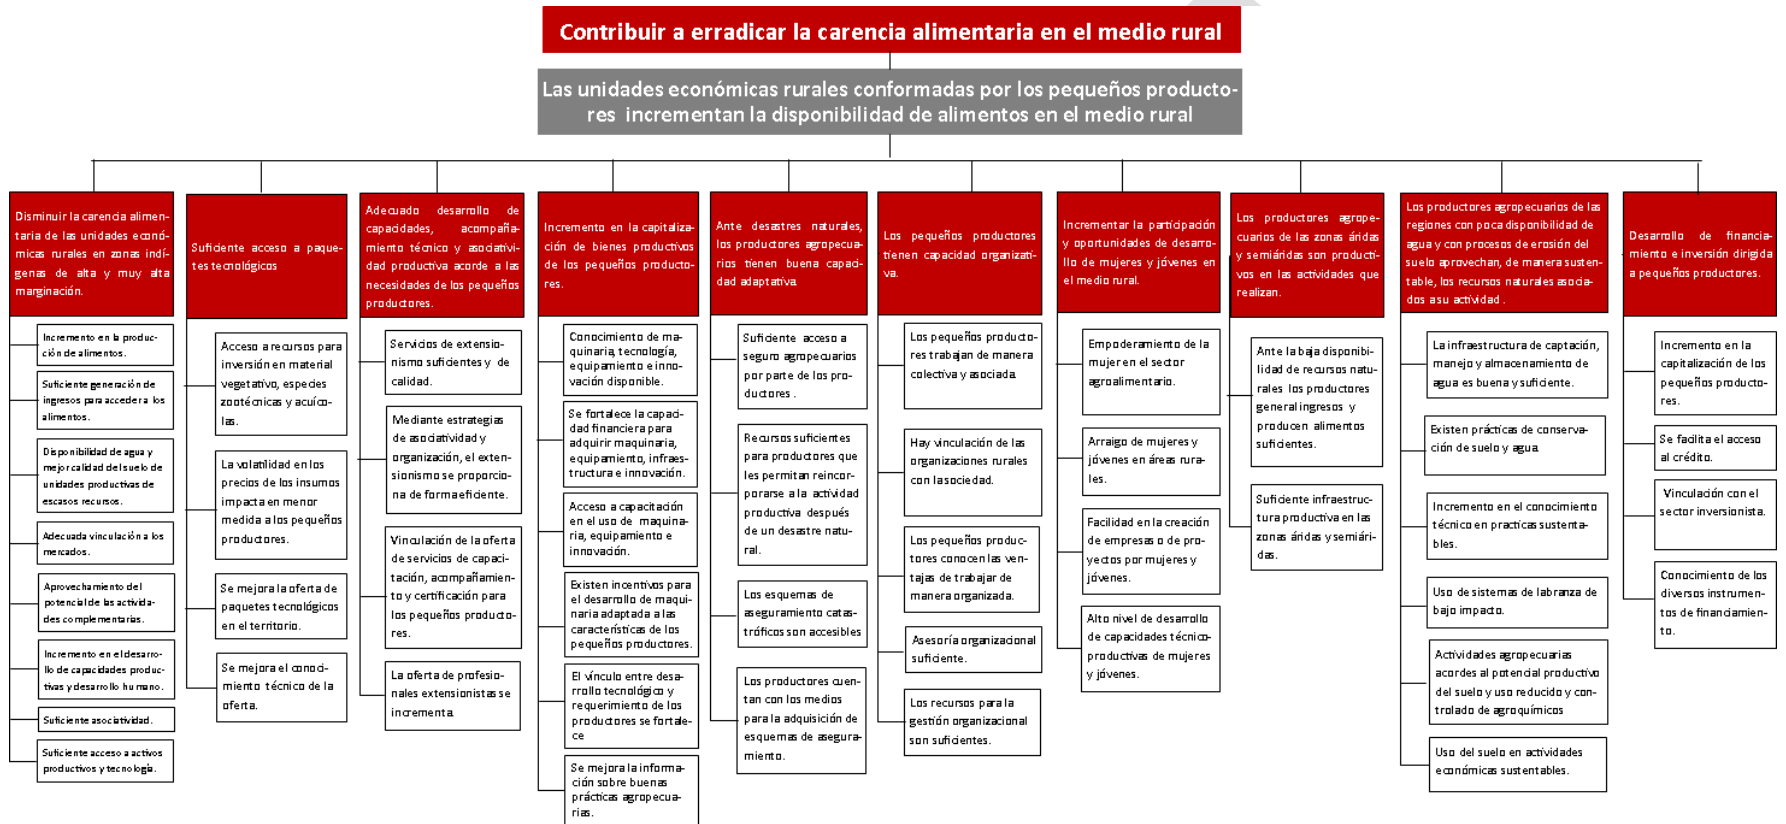 Contribuir a erradicar la carencia alimentaria en el medio rural
Las unidades económicas rurales conformadas por los pequeños producto-
res incrementan la disponibilidad de alimentos en el medio rural
Disminuir la carencia alimen-
taria de las unidades econó-
micas rurales en zonas indí-
genas de alta y muy alta
marginación.
Incremento en la produc-
ción de alimentos.
Suficiente generación de
ingresos para acceder a los
alimentos.
Disponibilidad de agua y
mejor calidad del suelo de
unidades productivas de
escasos recursos.
Adecuada vinculación a los
mercados.
Aprovechamiento del
potencial de las activida-
des complementarias.
Incremento en el desarro-
llo de capacidades produc-
tivas y desarrollo humano.
Suficiente asociatividad.
Suficiente acceso a activos
productivos y tecnología.
Suficiente acceso a paque-
tes tecnológicos
Acceso a recursos para
inversión en material
vegetativo, especies
zootécnicas y acuíco-
las.
La volatilidad en los
precios de los insumos
impacta en menor
medida a los pequeños
productores.
Se mejora la oferta de
paquetes tecnológicos
en el territorio.
Se mejora el conoci-
miento técnico de la
oferta.
Adecuado desarrollo de
capacidades, acompaña-
miento técnico y asociativi-
dad productiva acorde a las
necesidades de los pequeños
productores.
Servicios de extensio-
nismo suficientes y de
calidad.
Mediante estrategias
de asociatividad y
organización, el exten-
sionismo se proporcio-
na de forma eficiente.
Vinculación de la oferta
de servicios de capaci-
tación, acompañamien-
to y certificación para
los pequeños producto-
res.
La oferta de profesio-
nales extensionistas se
incrementa.
Incremento en la capitaliza-
ción de bienes productivos
de los pequeños producto-
res.
Conocimiento de ma-
quinaria, tecnología,
equipamiento e inno-
vación disponible.
Se fortalece la capaci-
dad financiera para
adquirir maquinaria,
equipamiento, infraes-
tructura e innovación.
Acceso a capacitación
en el uso de maquina-
ria, equipamiento e
innovación.
Existen incentivos para
el desarrollo de maqui-
naria adaptada a las
características de los
pequeños productores.
El vínculo entre desa-
rrollo tecnológico y
requerimiento de los
productores se fortale-
ce
Se mejora la informa-
ción sobre buenas
prácticas agropecua-
rias.
Ante desastres naturales,
los productores agropecua-
rios tienen buena capaci-
dad adaptativa.
Suficiente acceso a
seguro agropecuarios
por parte de los pro-
ductores .
Recursos suficientes
para productores que
les permitan reincor-
porarse a la actividad
productiva después
de un desastre natu-
ral.
Los esquemas de
aseguramiento catas-
tróficos son accesibles
Los productores cuen-
tan con los medios
para la adquisición de
esquemas de asegura-
miento.
Los pequeños productores
tienen capacidad organizati-
va.
Los pequeños producto-
res trabajan de manera
colectiva y asociada.
Hay vinculación de las
organizaciones rurales
con la sociedad.
Los pequeños produc-
tores conocen las ven-
tajas de trabajar de
manera organizada.
Asesoría organizacional
suficiente.
Los recursos para la
gestión organizacional
son suficientes.
Incrementar la participación
y oportunidades de desarro-
llo de mujeres y jóvenes en
el medio rural.
Empoderamiento de la
mujer en el sector
agroalimentario.
Arraigo de mujeres y
jóvenes en áreas rura-
les.
Facilidad en la creación
de empresas o de pro-
yectos por mujeres y
jóvenes.
Alto nivel de desarrollo
de capacidades técnico-
productivas de mujeres
y jóvenes.
Los productores agrope-
cuarios de las zonas áridas
y semiáridas son producti-
vos en las actividades que
realizan.
Ante la baja disponibi-
lidad de recursos natu-
rales los productores
general ingresos y
producen alimentos
suficientes.
Suficiente infraestruc-
tura productiva en las
zonas áridas y semiári-
das.
Los productores agropecuarios de las
regiones con poca disponibilidad de
agua y con procesos de erosión del
suelo aprovechan, de manera susten-
table, los recursos naturales asocia-
dos a su actividad .
La infraestructura de captación,
manejo y almacenamiento de
agua es buena y suficiente.
Existen prácticas de conserva-
ción de suelo y agua.
Incremento en el conocimiento
técnico en practicas sustenta-
bles.
Uso de sistemas de labranza de
bajo impacto.
Actividades agropecuarias
acordes al potencial productivo
del suelo y uso reducido y con-
trolado de agroquímicos
Uso del suelo en actividades
económicas sustentables.
Desarrollo de financia-
miento e inversión dirigida
a pequeños productores.
Incremento en la
capitalización de los
pequeños producto-
res.
Se facilita el acceso
al crédito.
Vinculación con el
sector inversionista.
Conocimiento de los
diversos instrumen-
tos de financiamien-
to.